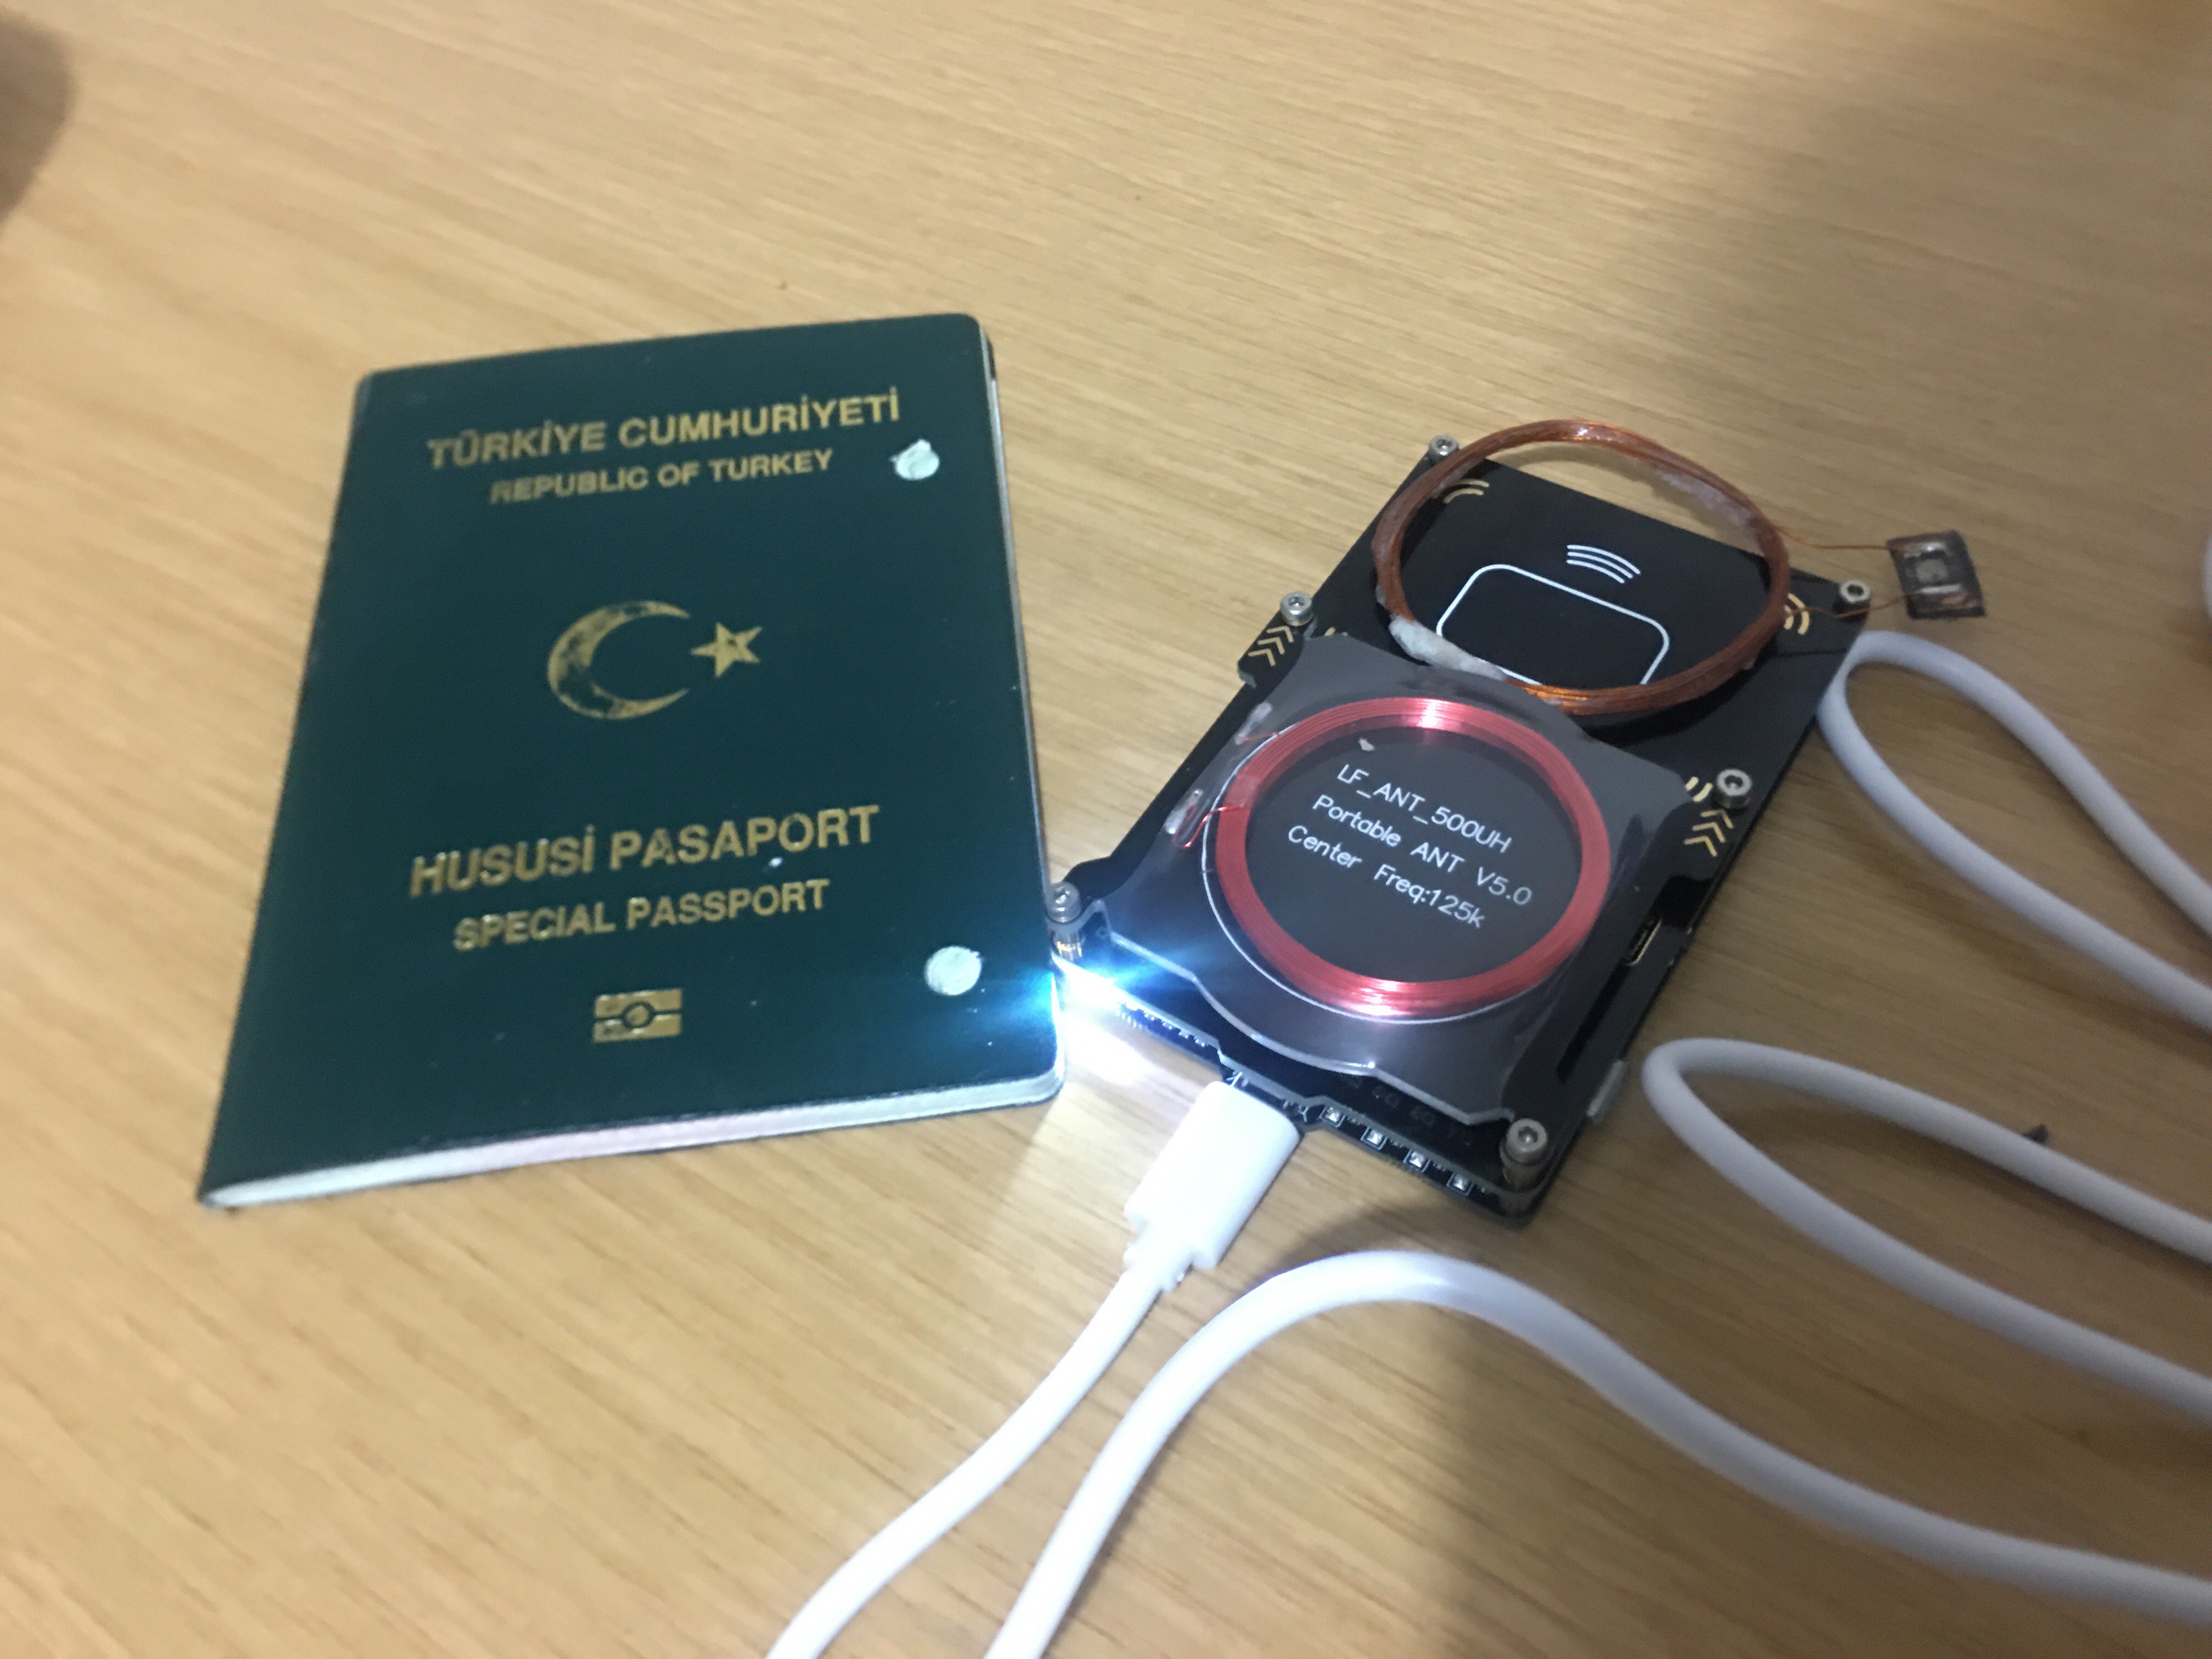 TÜRKİYE CUMHURİYETİ
REPUBLIC OF TURKEY
HUSUSİ PASAPORT
SPECIAL PASSPORT
LF_ANT_500UH
Portable ANT V5.0
Center Freq:125k